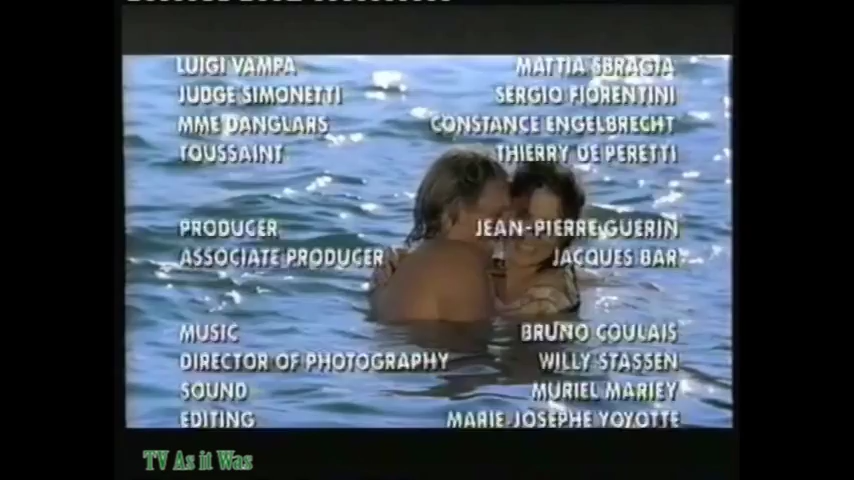 LUIGI VAMPA MATTIA SBRAGIA
JUDGE SIMONETTI SERGIO FIORENTINI
MME DANGLARS CONSTANCE ENGELBRECHT
TOUSSAINT THIERRY DE PERETTI
PRODUCER JEAN-PIERRE GUERIN
ASSOCIATE PRODUCER JACQUES BAR
MUSIC BRUNO COULAIS
DIRECTOR OF PHOTOGRAPHY WILLY STASSEN
SOUND MURIEL MARIEY
EDITING MARIE-JOSEPHE YOYOTTE
TV As it Was